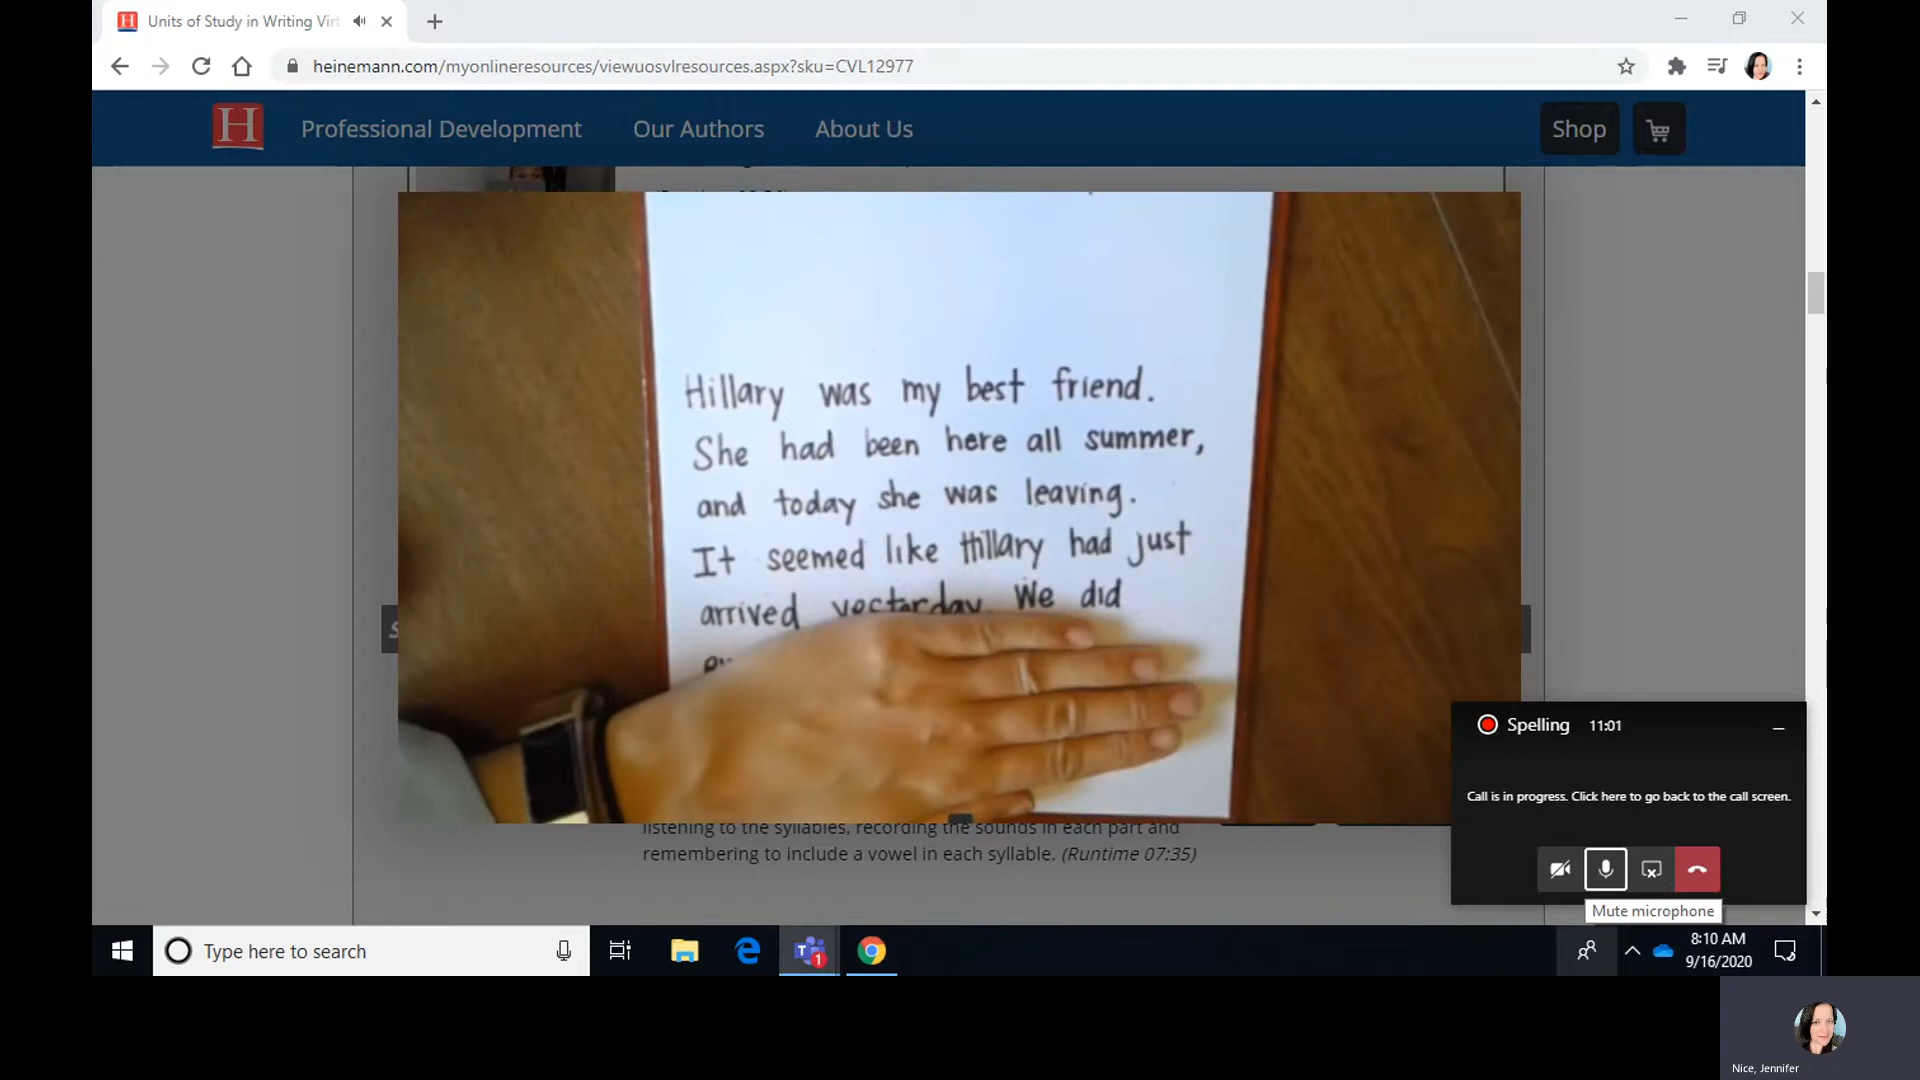 Units of Study in Writing Virt
heinemann.com/myonlineresources/viewuosvlresources.aspx?sku=CVL12977
H Professional Development Our Authors About Us Shop
Hillary was my best friend.
She had been here all summer,
and today she was leaving.
It seemed like Hillary had just
arrived yesterday. We did
listening to the syllables, recording the sounds in each part and
remembering to include a vowel in each syllable. (Runtime 07:35)
Spelling 11:01
Call is in progress. Click here to go back to the call screen.
Mute microphone
Type here to search
1
8:10 AM
9/16/2020
Nice, Jennifer